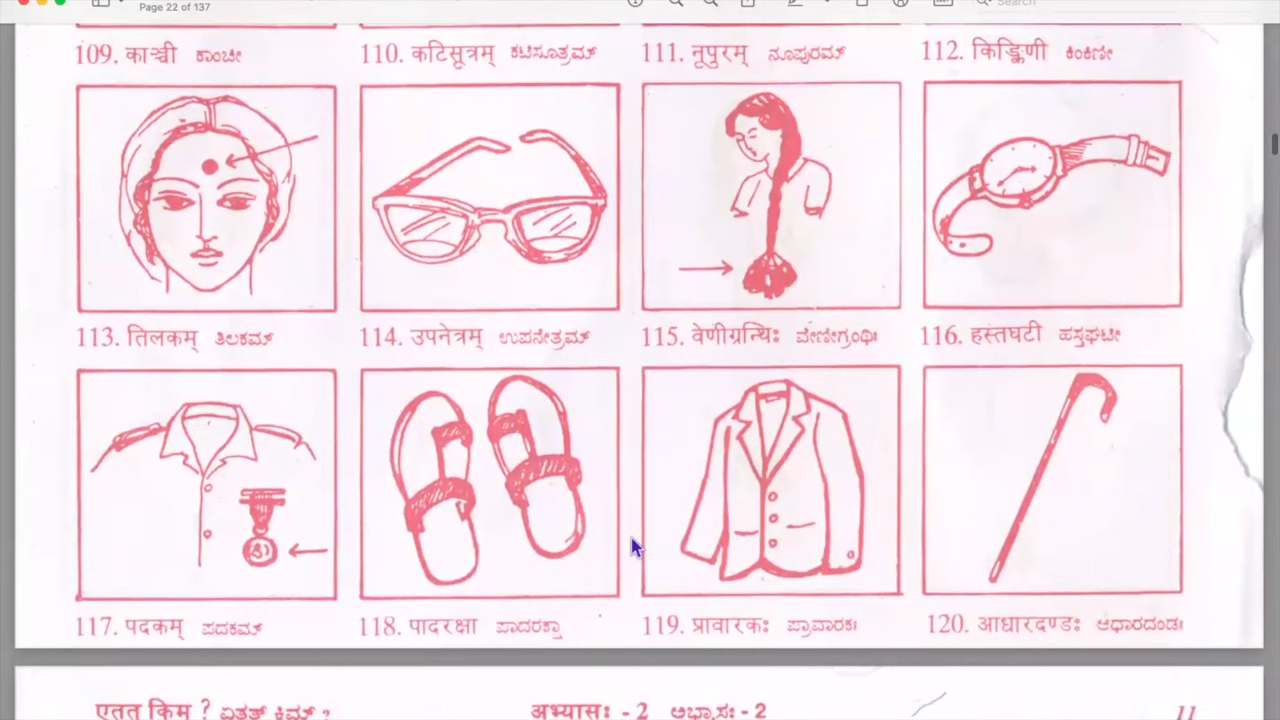 Page 22 of 137
Search
109. काञ्ची ಕಾಂಚೀ 110. कटिसूत्रम् ಕಟಿಸೂತ್ರಮ್ 111. नूपुरम् ನೂಪುರಮ್ 112. किङ्किणी ಕಿಂಕಿಣೀ
113. तिलकम् ತಿಲಕಮ್ 114. उपनेत्रम् ಉಪನೇತ್ರಮ್ 115. वेणीग्रन्थिः ವೇಣೀಗ್ರಂಥಿಃ 116. हस्तघटी ಹಸ್ತಘಟೀ
117. पदकम् ಪದಕಮ್ 118. पादरक्षा ಪಾದರಕ್ಷಾ 119. प्रावारकः ಪ್ರಾವಾರಕಃ 120. आधारदण्डः ಆಧಾರದಂಡಃ
एतत् किम् ? ಏತತ್ ಕಿಮ್ ? अभ्यासः - 2 ಅಭ್ಯಾಸಃ - 2 11